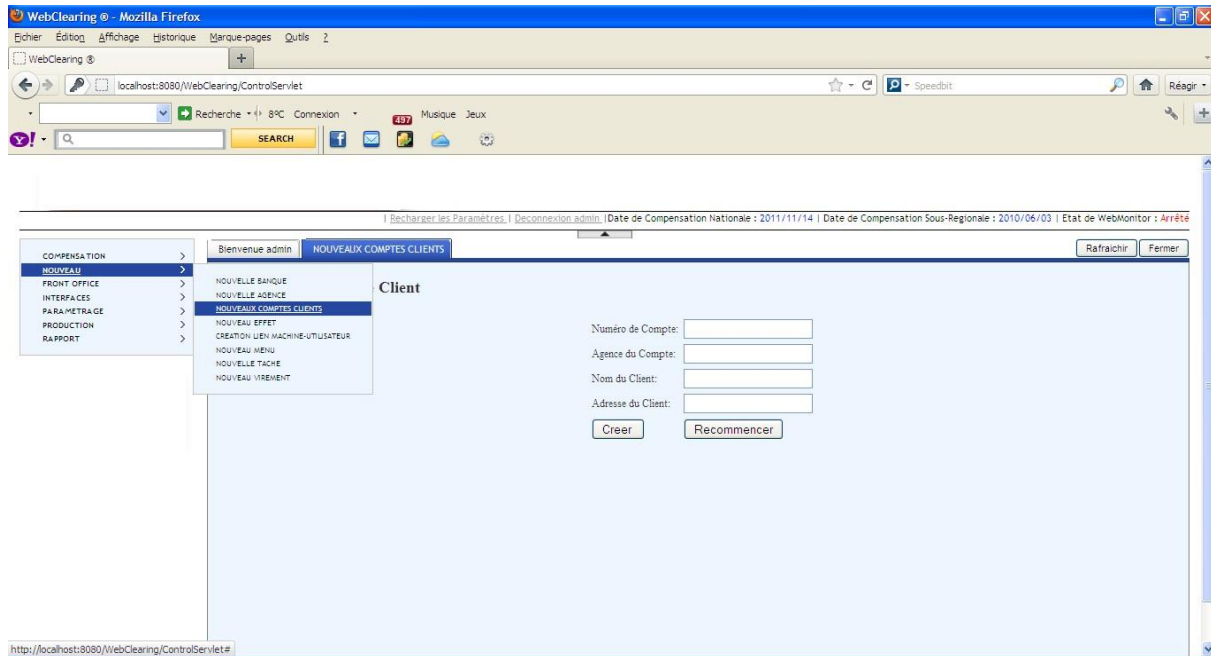 WebClearing ® - Mozilla Firefox
Fichier Édition Affichage Historique Marque-pages Outils ?
WebClearing ®
localhost:8080/WebClearing/ControlServlet
Speedbit
Réagir
Recherche 8°C Connexion 497 Musique Jeux
Y! SEARCH
| Recharger les Paramètres | Deconnexion admin |Date de Compensation Nationale : 2011/11/14 | Date de Compensation Sous-Regionale : 2010/06/03 | Etat de WebMonitor : Arrêté
Bienvenue admin NOUVEAUX COMPTES CLIENTS Rafraichir Fermer
COMPENSATION >
NOUVEAU >
FRONT OFFICE >
INTERFACES >
PARAMETRAGE >
PRODUCTION >
RAPPORT >
NOUVELLE BANQUE
NOUVELLE AGENCE
NOUVEAUX COMPTES CLIENTS
NOUVEAU EFFET
CREATION LIEN MACHINE-UTILISATEUR
NOUVEAU MENU
NOUVELLE TACHE
NOUVEAU VIREMENT
Client
Numéro de Compte:
Agence du Compte:
Nom du Client:
Adresse du Client:
Creer Recommencer
http://localhost:8080/WebClearing/ControlServlet#